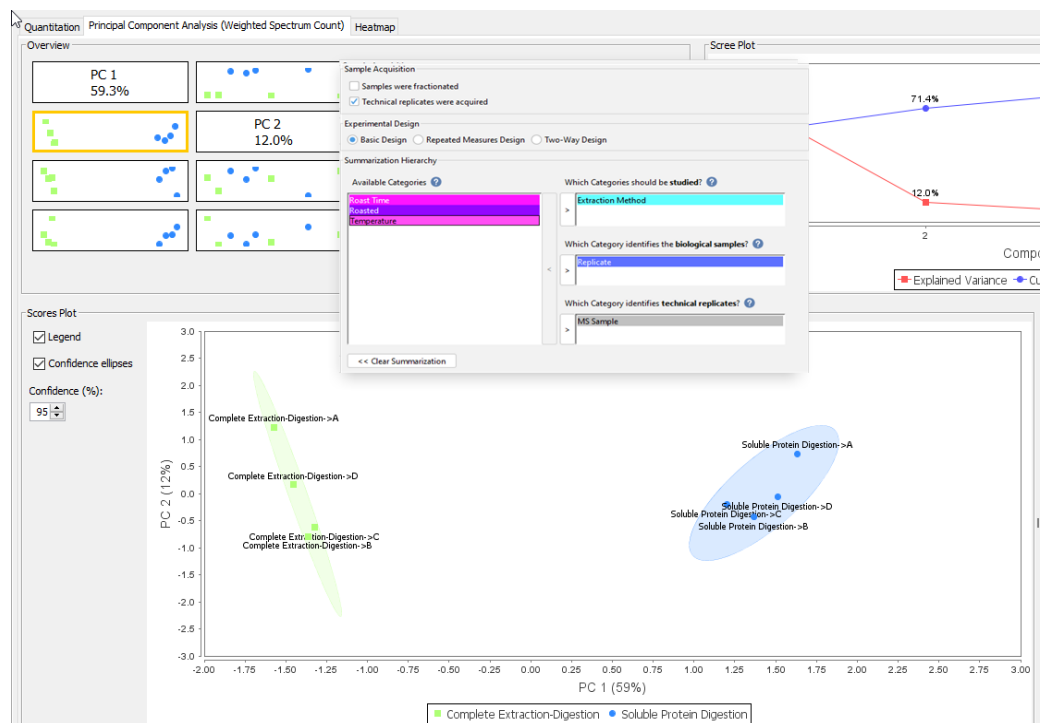 Quantitation Principal Component Analysis (Weighted Spectrum Count) Heatmap
Overview
PC 1
59.3%
PC 2
12.0%
Scree Plot
71.4%
12.0%
2
Compo
Explained Variance Cu
Sample Acquisition
Samples were fractionated
Technical replicates were acquired
Experimental Design
Basic Design Repeated Measures Design Two-Way Design
Summarization Hierarchy
Available Categories ?
Roast Time
Roasted
Temperature
<
Which Categories should be studied? ?
>
Extraction Method
Which Category identifies the biological samples? ?
>
Replicate
Which Category identifies technical replicates? ?
>
MS Sample
<< Clear Summarization
Scores Plot
Legend
Confidence ellipses
Confidence (%):
95
3.0
2.5
2.0
1.5
1.0
0.5
0.0
-0.5
-1.0
-1.5
-2.0
-2.5
-3.0
PC 2 (12%)
Complete Extraction-Digestion->A
Complete Extraction-Digestion->D
Complete Extraction-Digestion->C
Complete Extraction-Digestion->B
Soluble Protein Digestion->A
Soluble Protein Digestion->D
Soluble Protein Digestion->C
Soluble Protein Digestion->B
-2.00 -1.75 -1.50 -1.25 -1.00 -0.75 -0.50 -0.25 0.00 0.25 0.50 0.75 1.00 1.25 1.50 1.75 2.00 2.25 2.50 2.75 3.00
PC 1 (59%)
Complete Extraction-Digestion Soluble Protein Digestion